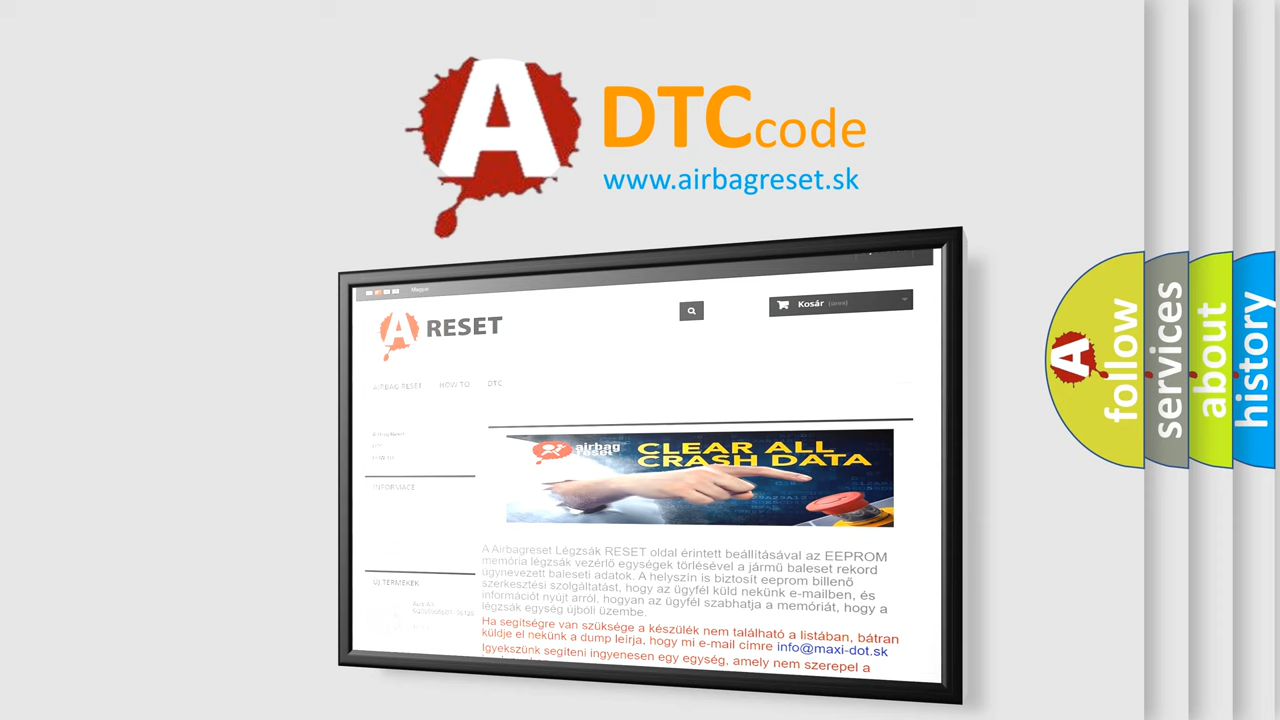 A
DTCcode
www.airbagreset.sk
Magyar
A RESET
Kosár
AIRBAG RESET HOW TO DTC
INFORMACE
airbag
reset
CLEAR ALL
CRASH DATA
A Airbagreset Légzsák RESET oldal érintett beállításával az EEPROM
memória légzsák vezérlő egységek törlésével a jármű baleset rekord
úgynevezett baleseti adatok. A helyszín is biztosít eeprom billenő
szerkesztési szolgáltatást, hogy az ügyfél küld nekünk e-mailben, és
információt nyújt arról, hogyan az ügyfél szabhatja a memóriát, hogy a
légzsák egység újbóli üzembe.
Ha segítségre van szüksége a készülék nem található a listában, bátran
küldje el nekünk a dump leírja, hogy mi e-mail címre info@maxi-dot.sk
Igyekszünk segíteni ingyenesen egy egység, amely nem szerepel a
ÚJ TERMÉKEK
A
follow
services
about
history